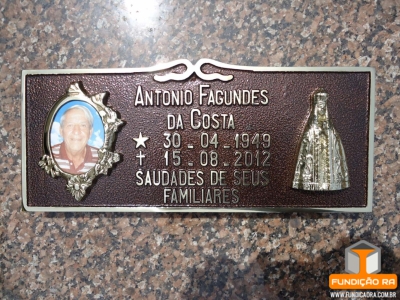 ANTONIO FAGUNDES
DA COSTA
★ 30 - 04 - 1949
✝ 15 - 08 - 2012
SAUDADES DE SEUS
FAMILIARES
FUNDIÇÃO RA
WWW.FUNDICAORA.COM.BR